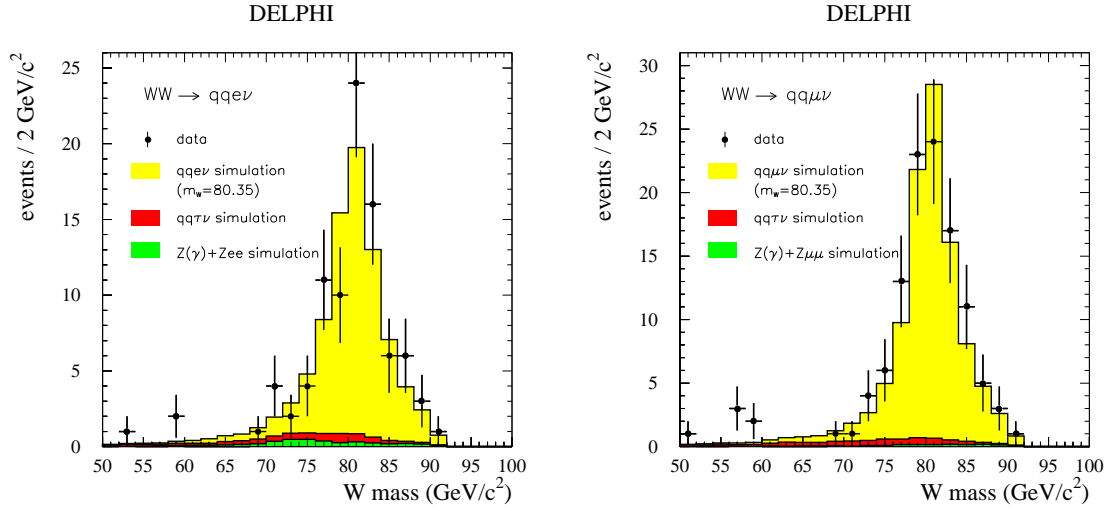 DELPHI
events / 2 GeV/c²
25
20
15
10
5
0
WW → qqeν
data
qqeν simulation
(m_w=80.35)
qqτν simulation
Z(γ)+Zee simulation
50 55 60 65 70 75 80 85 90 95 100
W mass (GeV/c²)
DELPHI
events / 2 GeV/c²
30
25
20
15
10
5
0
WW → qqμν
data
qqμν simulation
(m_w=80.35)
qqτν simulation
Z(γ)+Zμμ simulation
50 55 60 65 70 75 80 85 90 95 100
W mass (GeV/c²)